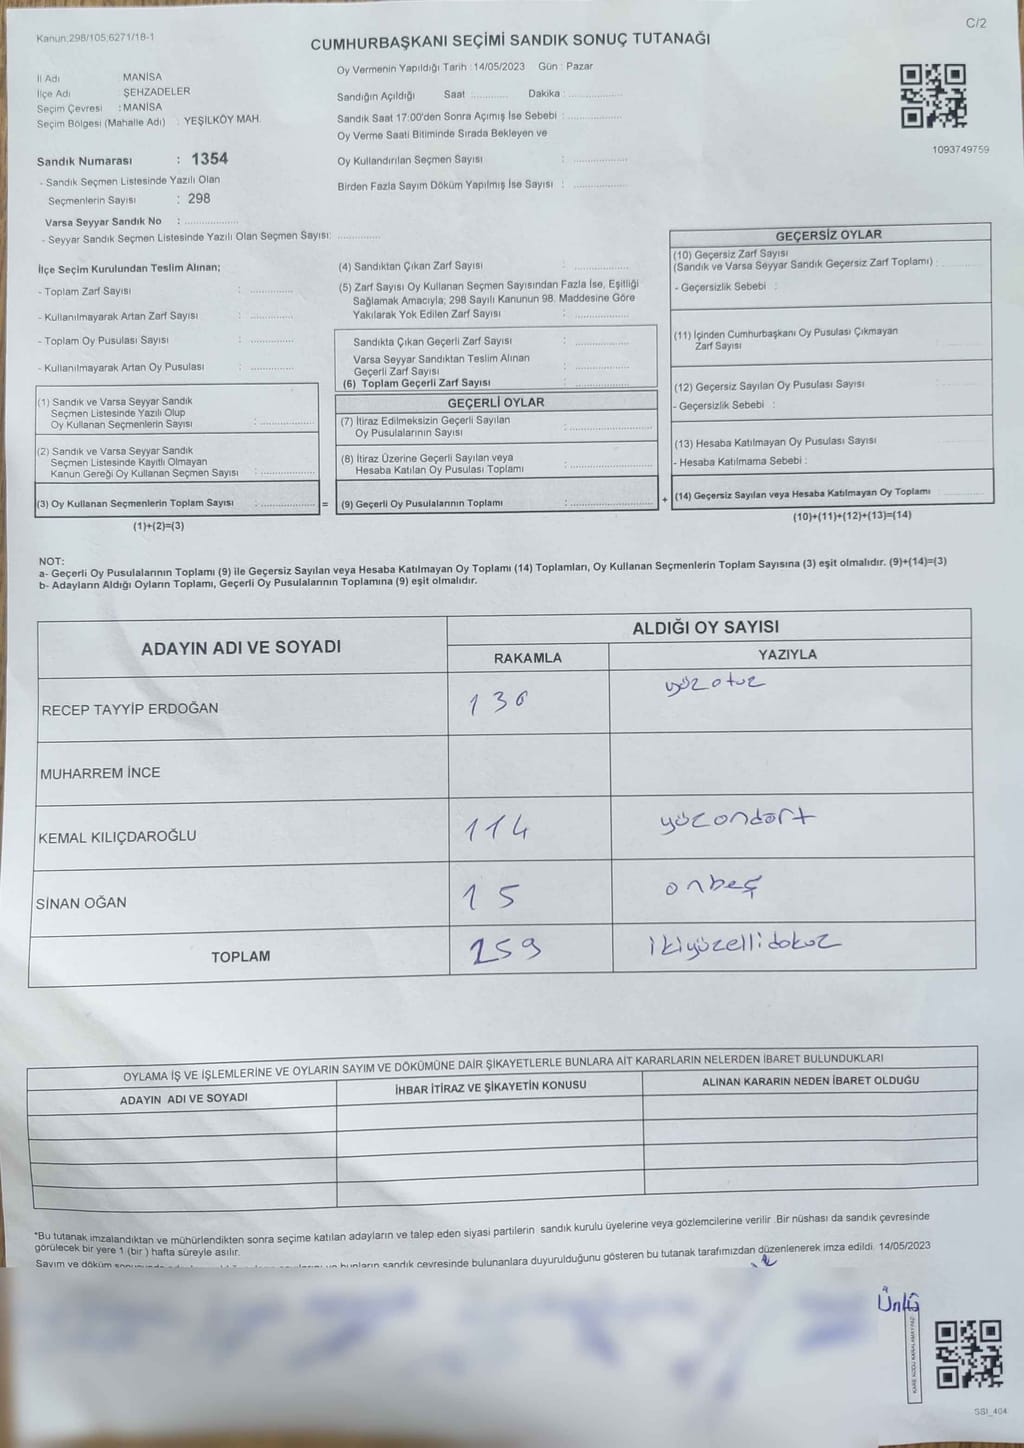 Kanun:298/105;6271/18-1
C/2
CUMHURBAŞKANI SEÇİMİ SANDIK SONUÇ TUTANAĞI
İl Adı MANİSA
İlçe Adı ŞEHZADELER
Seçim Çevresi : MANİSA
Seçim Bölgesi (Mahalle Adı) : YEŞİLKÖY MAH.
Oy Vermenin Yapıldığı Tarih : 14/05/2023 Gün : Pazar
Sandığın Açıldığı Saat ............ Dakika : ..................
Sandık Saat 17:00'den Sonra Açımış İse Sebebi : ..................
Oy Verme Saati Bitiminde Sırada Bekleyen ve
Oy Kullandırılan Seçmen Sayısı : ..................
Birden Fazla Sayım Döküm Yapılmış İse Sayısı : ..................
1093749759
Sandık Numarası : 1354
- Sandık Seçmen Listesinde Yazılı Olan
Seçmenlerin Sayısı : 298
Varsa Seyyar Sandık No : ..................
- Seyyar Sandık Seçmen Listesinde Yazılı Olan Seçmen Sayısı: ..............
İlçe Seçim Kurulundan Teslim Alınan;
- Toplam Zarf Sayısı : ..............
- Kullanılmayarak Artan Zarf Sayısı : ..............
- Toplam Oy Pusulası Sayısı : ..............
- Kullanılmayarak Artan Oy Pusulası : ..............
(1) Sandık ve Varsa Seyyar Sandık
Seçmen Listesinde Yazılı Olup
Oy Kullanan Seçmenlerin Sayısı : ..................
(2) Sandık ve Varsa Seyyar Sandık
Seçmen Listesinde Kayıtlı Olmayan
Kanun Gereği Oy Kullanan Seçmen Sayısı : ..................
(3) Oy Kullanan Seçmenlerin Toplam Sayısı : .................. =
(1)+(2)=(3)
(4) Sandıktan Çıkan Zarf Sayısı : ..................
(5) Zarf Sayısı Oy Kullanan Seçmen Sayısından Fazla İse, Eşitliği
Sağlamak Amacıyla; 298 Sayılı Kanunun 98. Maddesine Göre
Yakılarak Yok Edilen Zarf Sayısı : ..................
Sandıkta Çıkan Geçerli Zarf Sayısı : ..................
Varsa Seyyar Sandıktan Teslim Alınan
Geçerli Zarf Sayısı : ..................
(6) Toplam Geçerli Zarf Sayısı : ..................
GEÇERLİ OYLAR
(7) İtiraz Edilmeksizin Geçerli Sayılan
Oy Pusulalarının Sayısı : ..................
(8) İtiraz Üzerine Geçerli Sayılan veya
Hesaba Katılan Oy Pusulası Toplamı : ..................
(9) Geçerli Oy Pusulalarının Toplamı : .................. +
GEÇERSİZ OYLAR
(10) Geçersiz Zarf Sayısı
(Sandık ve Varsa Seyyar Sandık Geçersiz Zarf Toplamı) :
- Geçersizlik Sebebi :
(11) İçinden Cumhurbaşkanı Oy Pusulası Çıkmayan
Zarf Sayısı
(12) Geçersiz Sayılan Oy Pusulası Sayısı
- Geçersizlik Sebebi :
(13) Hesaba Katılmayan Oy Pusulası Sayısı
- Hesaba Katılmama Sebebi :
(14) Geçersiz Sayılan veya Hesaba Katılmayan Oy Toplamı
(10)+(11)+(12)+(13)=(14)
NOT:
a- Geçerli Oy Pusulalarının Toplamı (9) ile Geçersiz Sayılan veya Hesaba Katılmayan Oy Toplamı (14) Toplamları, Oy Kullanan Seçmenlerin Toplam Sayısına (3) eşit olmalıdır. (9)+(14)=(3)
b- Adayların Aldığı Oyların Toplamı, Geçerli Oy Pusulalarının Toplamına (9) eşit olmalıdır.
ADAYIN ADI VE SOYADI
ALDIĞI OY SAYISI
RAKAMLA YAZIYLA
RECEP TAYYİP ERDOĞAN 130 yüzotuz
MUHARREM İNCE
KEMAL KILIÇDAROĞLU 114 yüzondört
SİNAN OĞAN 15 onbeş
TOPLAM 259 ikiyüzellidokuz
OYLAMA İŞ VE İŞLEMLERİNE VE OYLARIN SAYIM VE DÖKÜMÜNE DAİR ŞİKAYETLERLE BUNLARA AİT KARARLARIN NELERDEN İBARET BULUNDUKLARI
ADAYIN ADI VE SOYADI İHBAR İTİRAZ VE ŞİKAYETİN KONUSU ALINAN KARARIN NEDEN İBARET OLDUĞU
*Bu tutanak imzalandıktan ve mühürlendikten sonra seçime katılan adayların ve talep eden siyasi partilerin sandık kurulu üyelerine veya gözlemcilerine verilir .Bir nüshası da sandık çevresinde
görülecek bir yere 1 (bir ) hafta süreyle asılır.
Sayım ve döküm bunların sandık çevresinde bulunanlara duyurulduğunu gösteren bu tutanak tarafımızdan düzenlenerek imza edildi. 14/05/2023
Ünlü
KARE KODU KARALAMAYINIZ
SSI_404